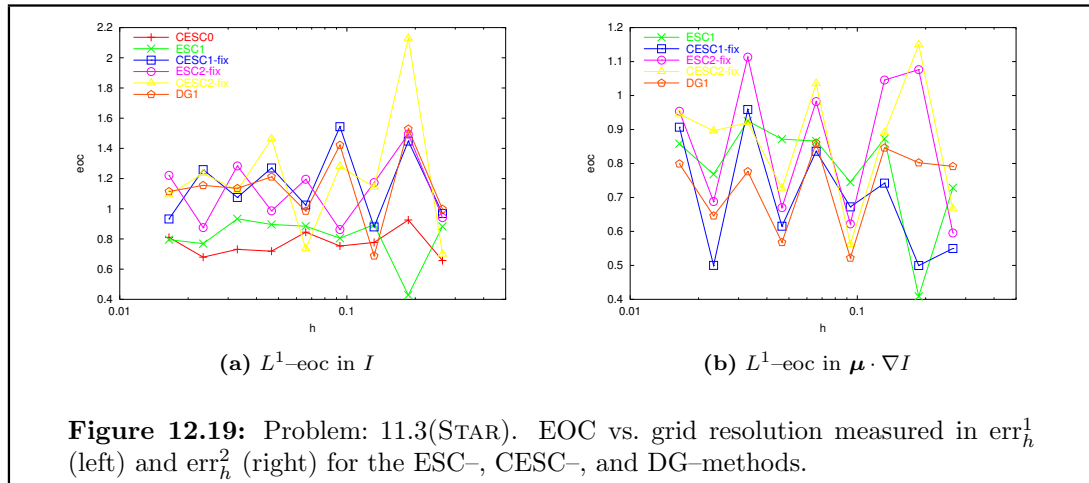 2.2
2
1.8
1.6
1.4
1.2
1
0.8
0.6
0.4
eoc
CESC0
ESC1
CESC1-fix
ESC2-fix
CESC2-fix
DG1
0.01
0.1
h
(a) L¹–eoc in I
1.2
1.1
1
0.9
0.8
0.7
0.6
0.5
0.4
eoc
ESC1
CESC1-fix
ESC2-fix
CESC2-fix
DG1
0.01
0.1
h
(b) L¹–eoc in μ · ∇I
Figure 12.19: Problem: 11.3(STAR). EOC vs. grid resolution measured in err¹ₕ
(left) and err²ₕ (right) for the ESC–, CESC–, and DG–methods.